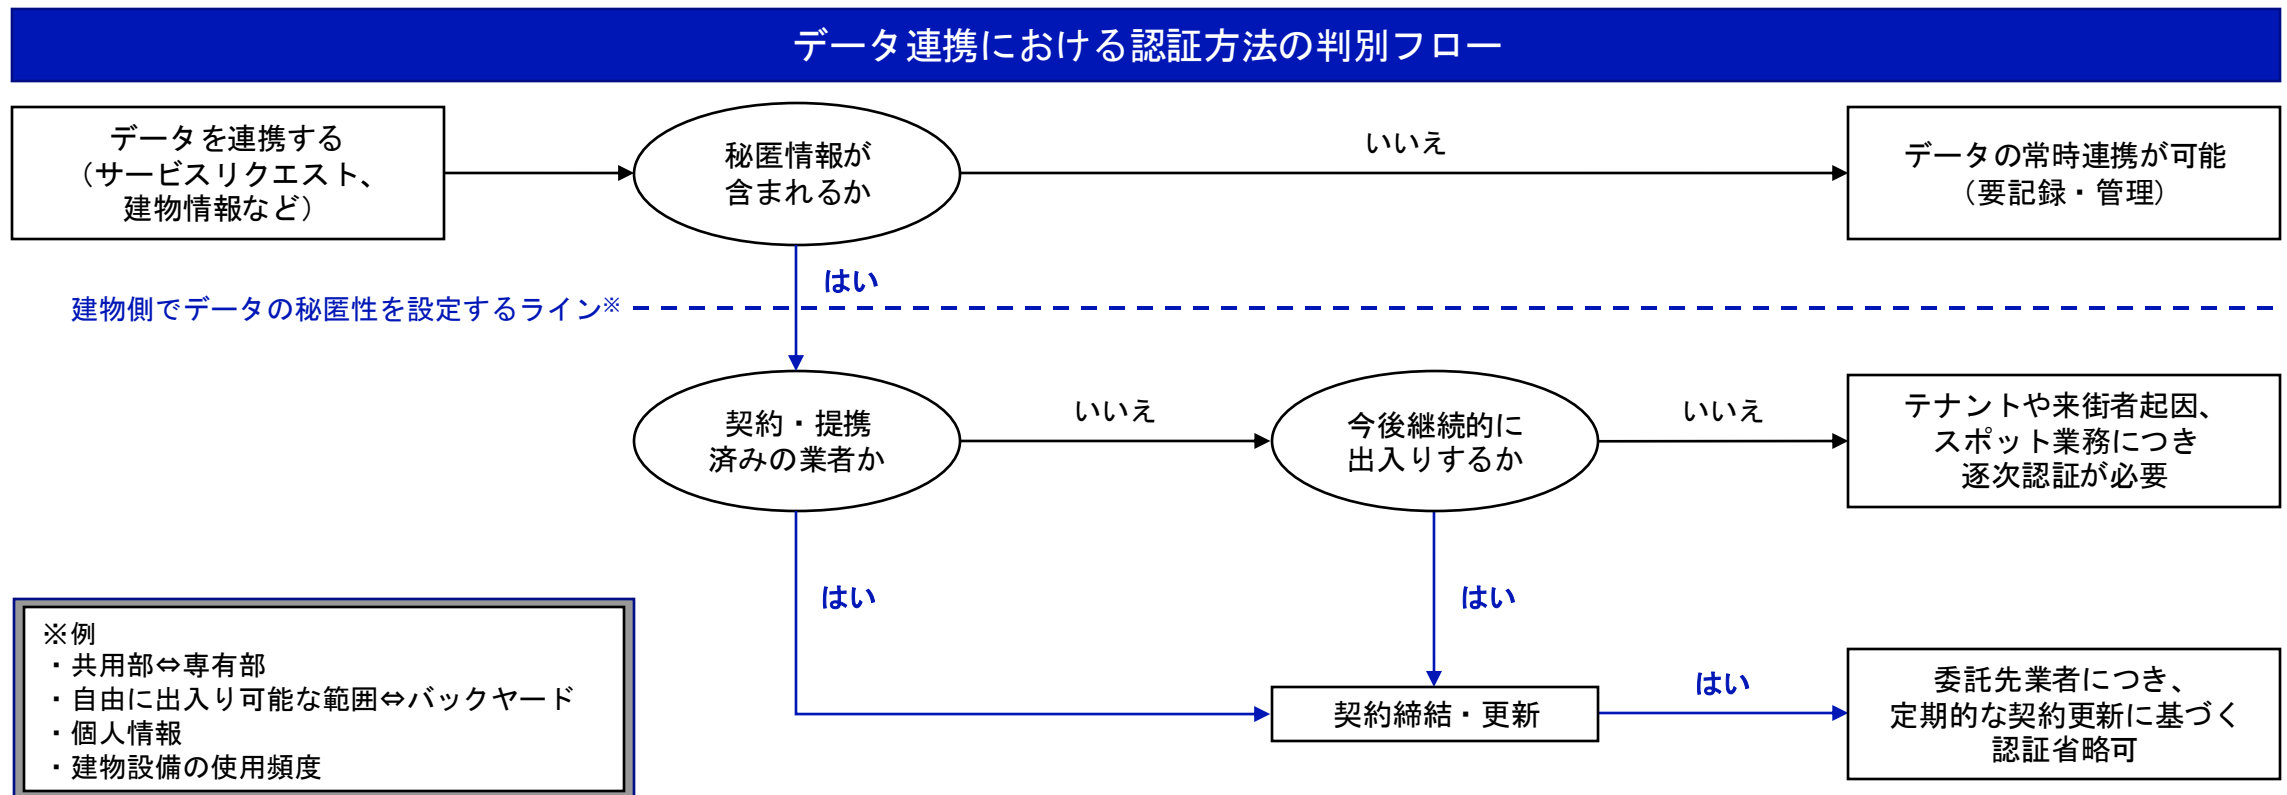 データ連携における認証方法の判別フロー
データを連携する
（サービスリクエスト、
建物情報など）
秘匿情報が
含まれるか
いいえ
データの常時連携が可能
（要記録・管理）
はい
建物側でデータの秘匿性を設定するライン※
契約・提携
済みの業者か
いいえ
今後継続的に
出入りするか
いいえ
テナントや来街者起因、
スポット業務につき
逐次認証が必要
はい
はい
契約締結・更新
はい
委託先業者につき、
定期的な契約更新に基づく
認証省略可
※例
・共用部⇔専有部
・自由に出入り可能な範囲⇔バックヤード
・個人情報
・建物設備の使用頻度